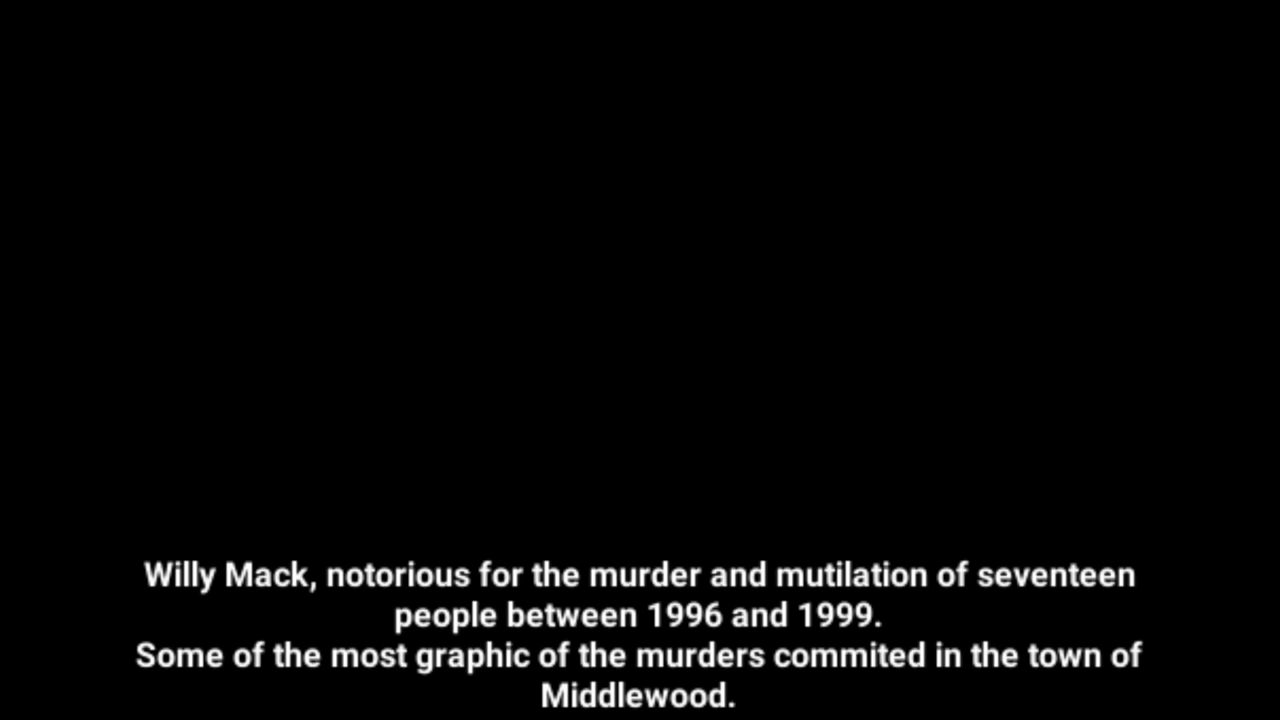 Willy Mack, notorious for the murder and mutilation of seventeen
people between 1996 and 1999.
Some of the most graphic of the murders commited in the town of
Middlewood.